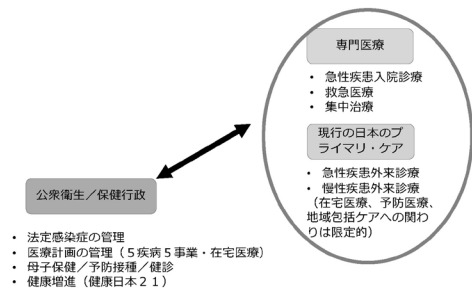 専門医療
• 急性疾患入院診療
• 救急医療
• 集中治療
現行の日本のプ
ライマリ・ケア
• 急性疾患外来診療
• 慢性疾患外来診療
（在宅医療、予防医療、
地域包括ケアへの関わ
りは限定的）
公衆衛生／保健行政
• 法定感染症の管理
• 医療計画の管理（５疾病５事業・在宅医療）
• 母子保健／予防接種／健診
• 健康増進（健康日本２１）